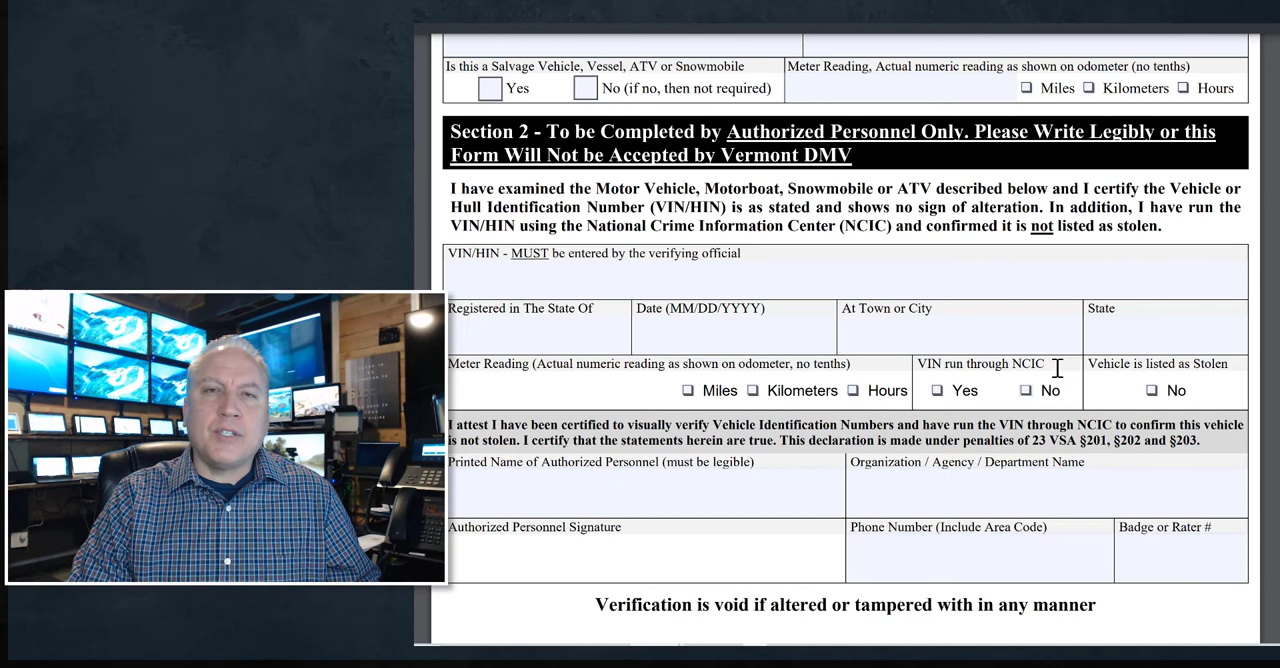 Is this a Salvage Vehicle, Vessel, ATV or Snowmobile
Yes
No (if no, then not required)
Meter Reading, Actual numeric reading as shown on odometer (no tenths)
Miles
Kilometers
Hours
Section 2 - To be Completed by Authorized Personnel Only. Please Write Legibly or this
Form Will Not be Accepted by Vermont DMV
I have examined the Motor Vehicle, Motorboat, Snowmobile or ATV described below and I certify the Vehicle or
Hull Identification Number (VIN/HIN) is as stated and shows no sign of alteration. In addition, I have run the
VIN/HIN using the National Crime Information Center (NCIC) and confirmed it is not listed as stolen.
VIN/HIN - MUST be entered by the verifying official
Registered in The State Of
Date (MM/DD/YYYY)
At Town or City
State
Meter Reading (Actual numeric reading as shown on odometer, no tenths)
Miles
Kilometers
Hours
VIN run through NCIC
Yes
No
Vehicle is listed as Stolen
No
I attest I have been certified to visually verify Vehicle Identification Numbers and have run the VIN through NCIC to confirm this vehicle
is not stolen. I certify that the statements herein are true. This declaration is made under penalties of 23 VSA §201, §202 and §203.
Printed Name of Authorized Personnel (must be legible)
Organization / Agency / Department Name
Authorized Personnel Signature
Phone Number (Include Area Code)
Badge or Rater #
Verification is void if altered or tampered with in any manner